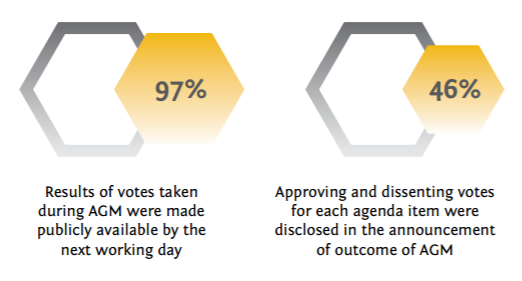 97%
46%
Results of votes taken
during AGM were made
publicly available by the
next working day
Approving and dissenting votes
for each agenda item were
disclosed in the announcement
of outcome of AGM